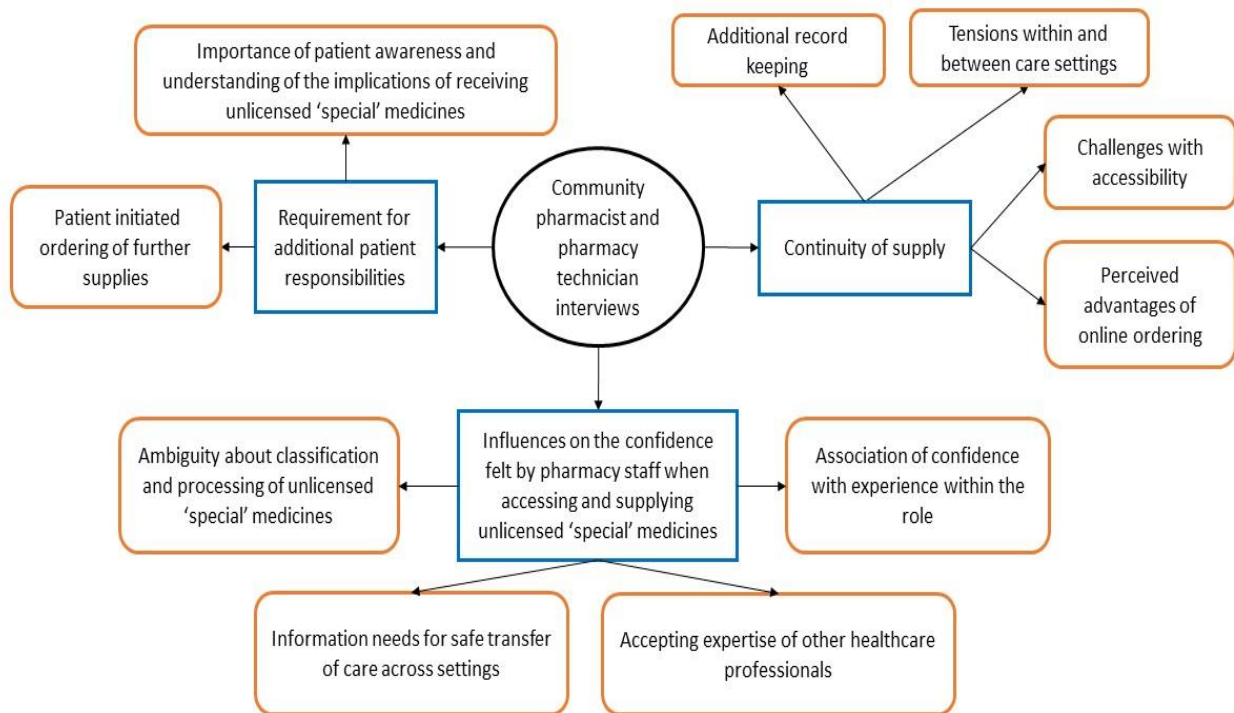 Importance of patient awareness and
understanding of the implications of receiving
unlicensed ‘special’ medicines
Additional record
keeping
Tensions within and
between care settings
Patient initiated
ordering of further
supplies
Requirement for
additional patient
responsibilities
Community
pharmacist and
pharmacy
technician
interviews
Continuity of supply
Challenges with
accessibility
Perceived
advantages of
online ordering
Ambiguity about classification
and processing of unlicensed
‘special’ medicines
Influences on the confidence
felt by pharmacy staff when
accessing and supplying
unlicensed ‘special’ medicines
Association of confidence
with experience within the
role
Information needs for safe transfer
of care across settings
Accepting expertise of other healthcare
professionals